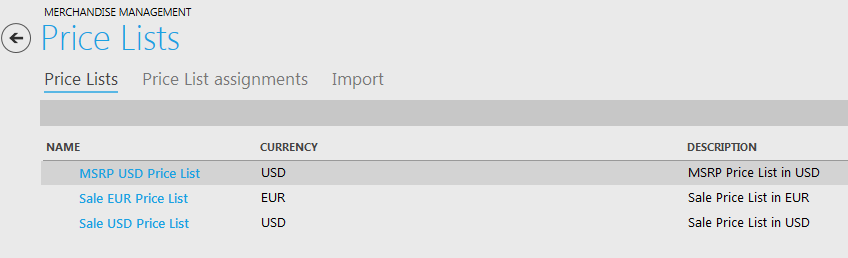 MERCHANDISE MANAGEMENT
Price Lists
Price Lists Price List assignments Import
NAME CURRENCY DESCRIPTION
MSRP USD Price List USD MSRP Price List in USD
Sale EUR Price List EUR Sale Price List in EUR
Sale USD Price List USD Sale Price List in USD